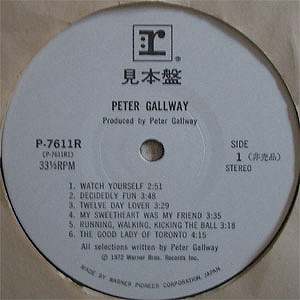 r
見本盤
PETER GALLWAY
Produced by Peter Gallway
P-7611R
(P-7611R1)
33⅓RPM
SIDE
1 (非売品)
STEREO
1. WATCH YOURSELF 2:51
2. DECIDEDLY FUN 3:48
3. TWELVE DAY LOVER 3:29
4. MY SWEETHEART WAS MY FRIEND 3:35
5. RUNNING, WALKING, KICKING THE BALL 3:18
6. THE GOOD LADY OF TORONTO 4:15
All selections written by Peter Gallway
© 1972 Warner Bros. Records Inc.
MADE BY WARNER PIONEER CORPORATION, JAPAN